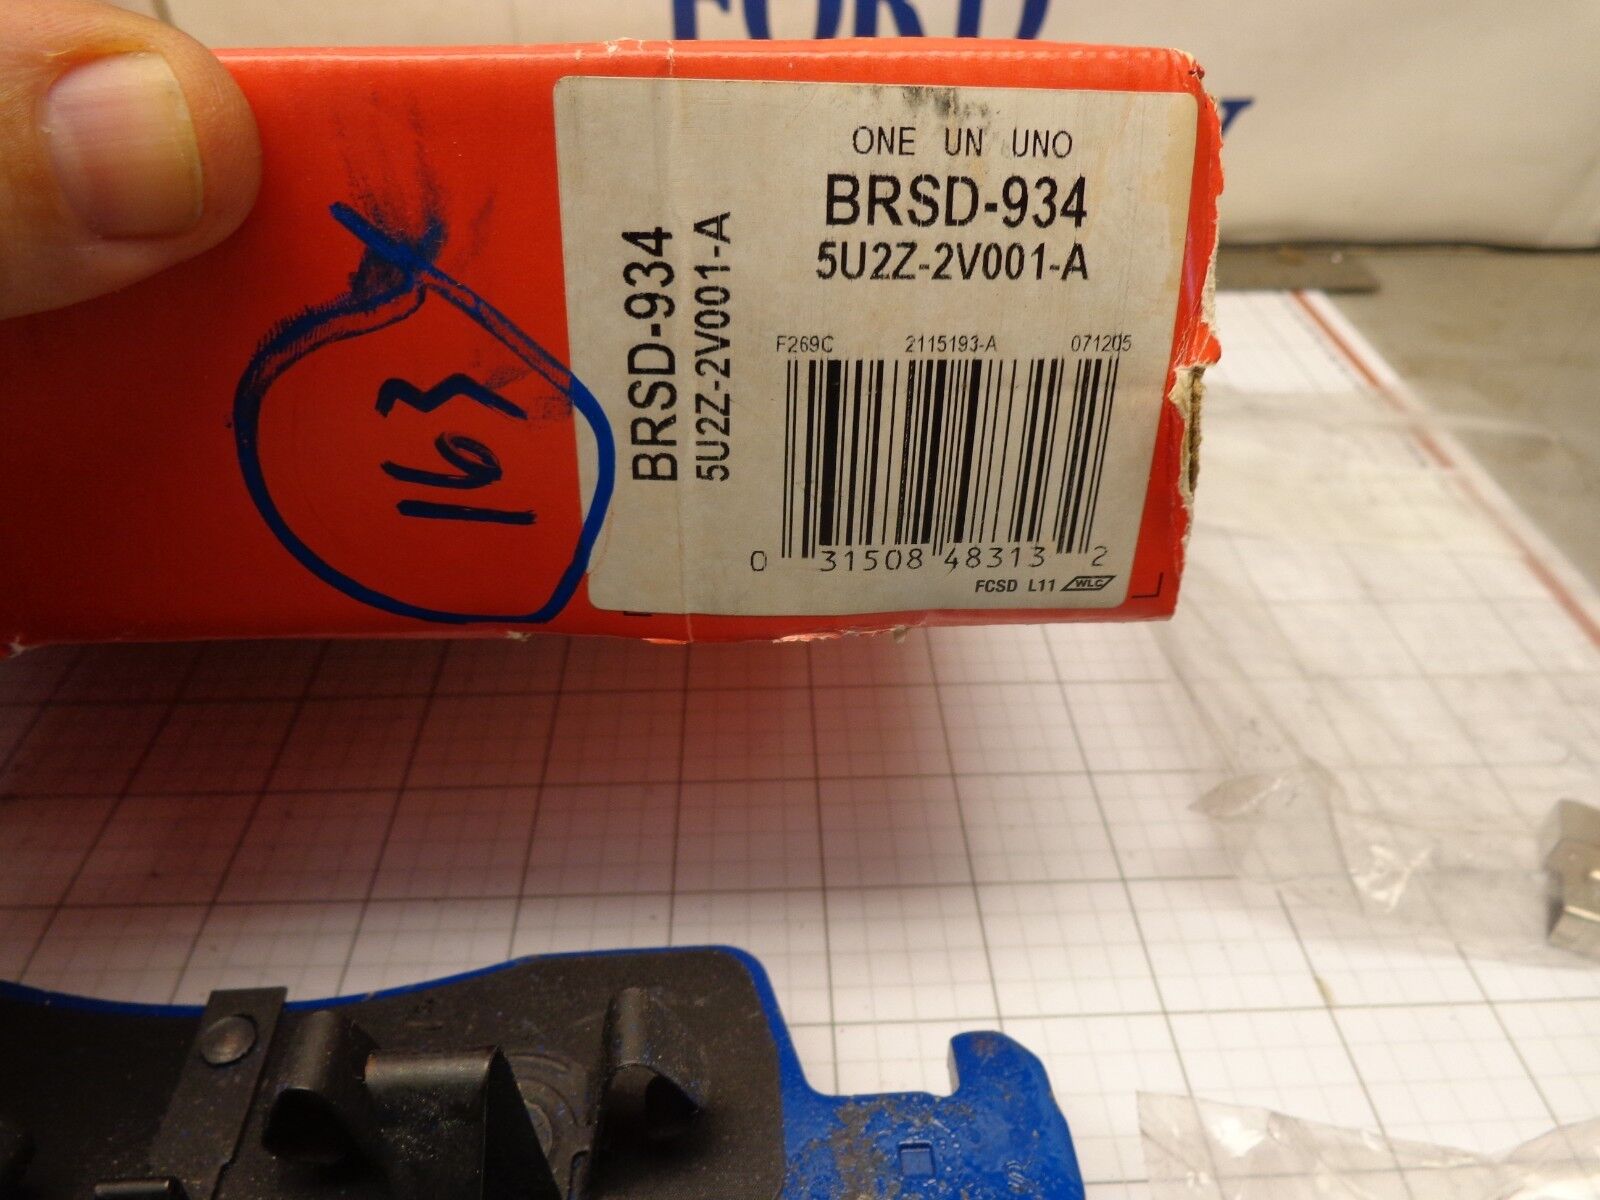 FORD
163
BRSD-934
5U2Z-2V001-A
ONE UN UNO
BRSD-934
5U2Z-2V001-A
F269C 2115193-A 071205
0 31508 48313 2
FCSD L11 WLC